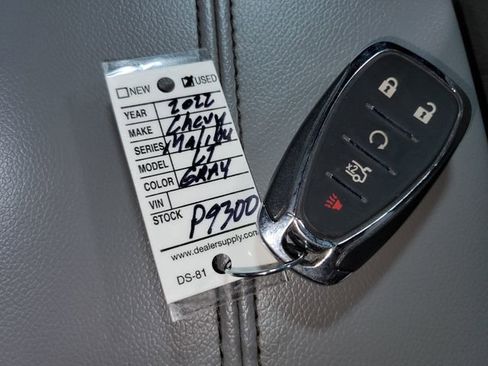 NEW USED
YEAR 2022
MAKE Chevy
SERIES Malibu
MODEL LT
COLOR GRAY
VIN
STOCK P9300
www.dealersupply.com
DS-81
X2